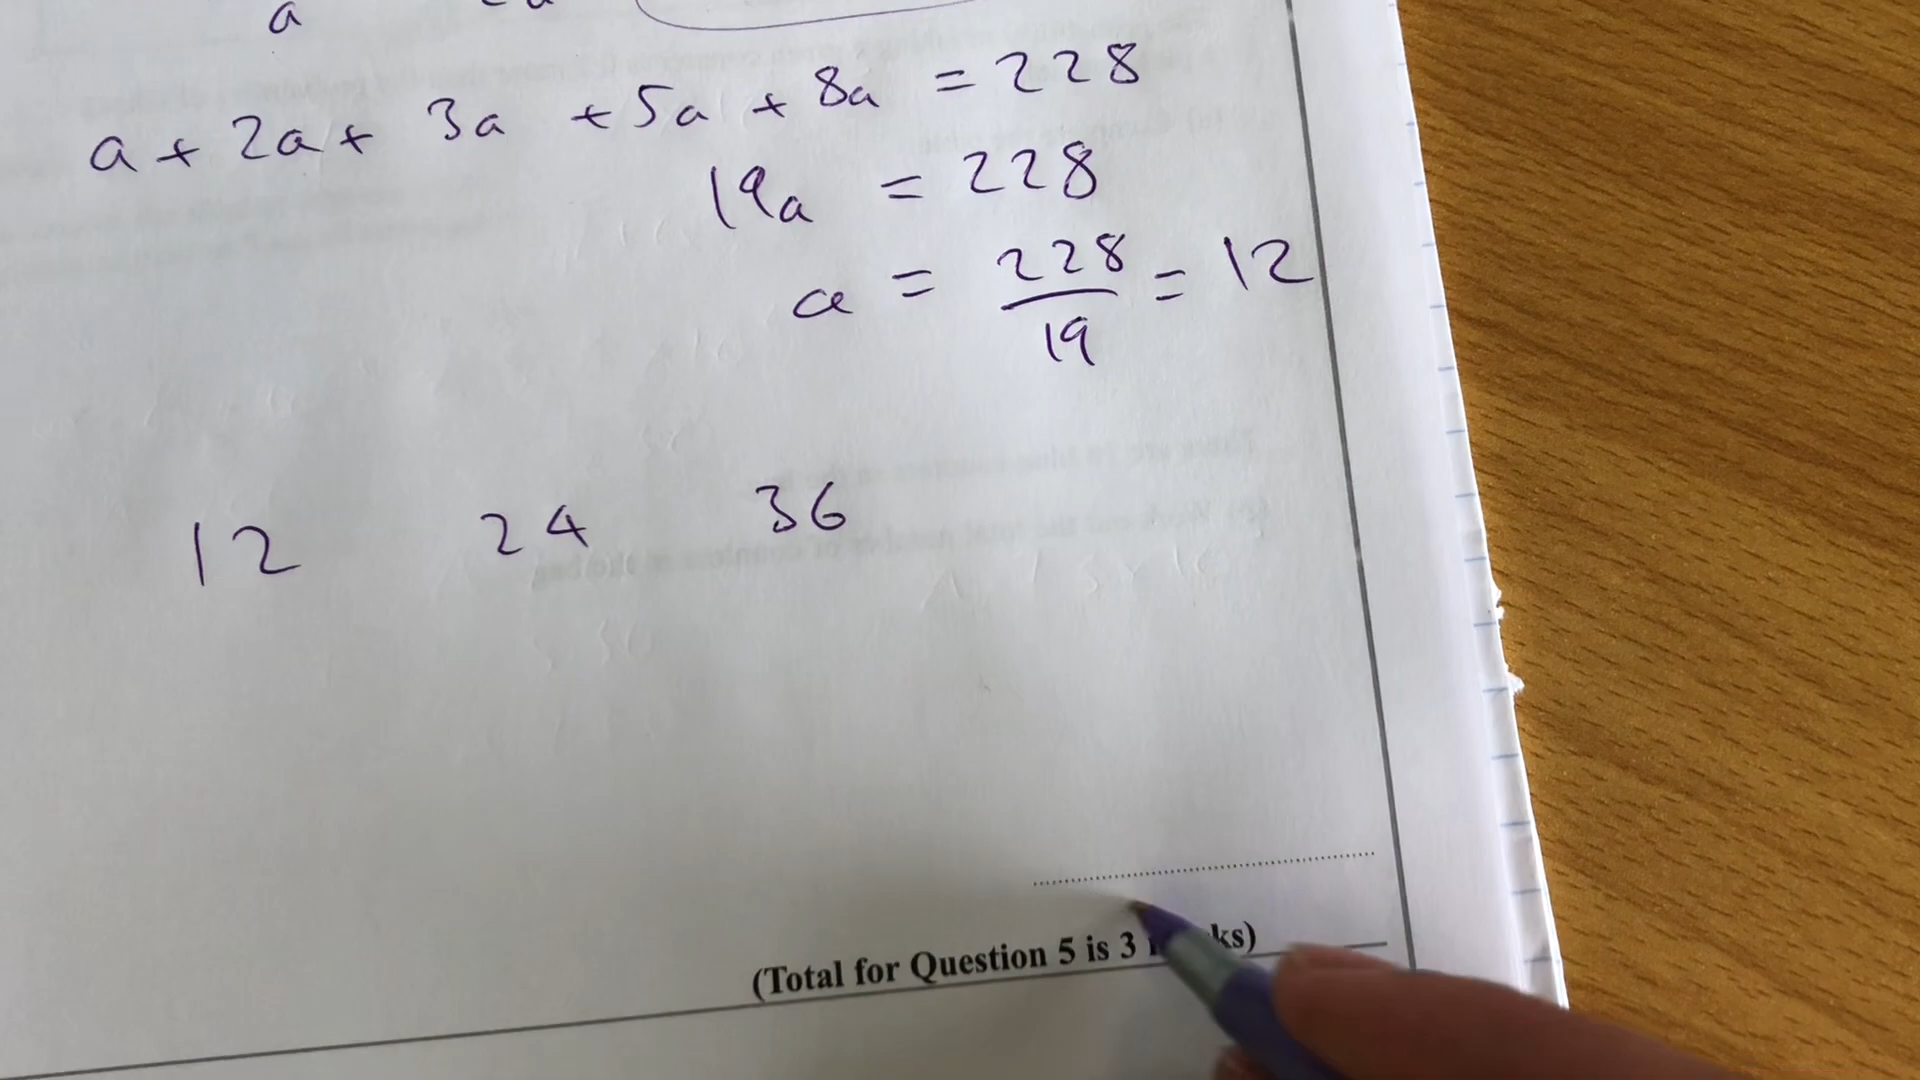 a
a + 2a + 3a + 5a + 8a = 228
19a = 228
a = 228/19 = 12
12 24 36
(Total for Question 5 is 3